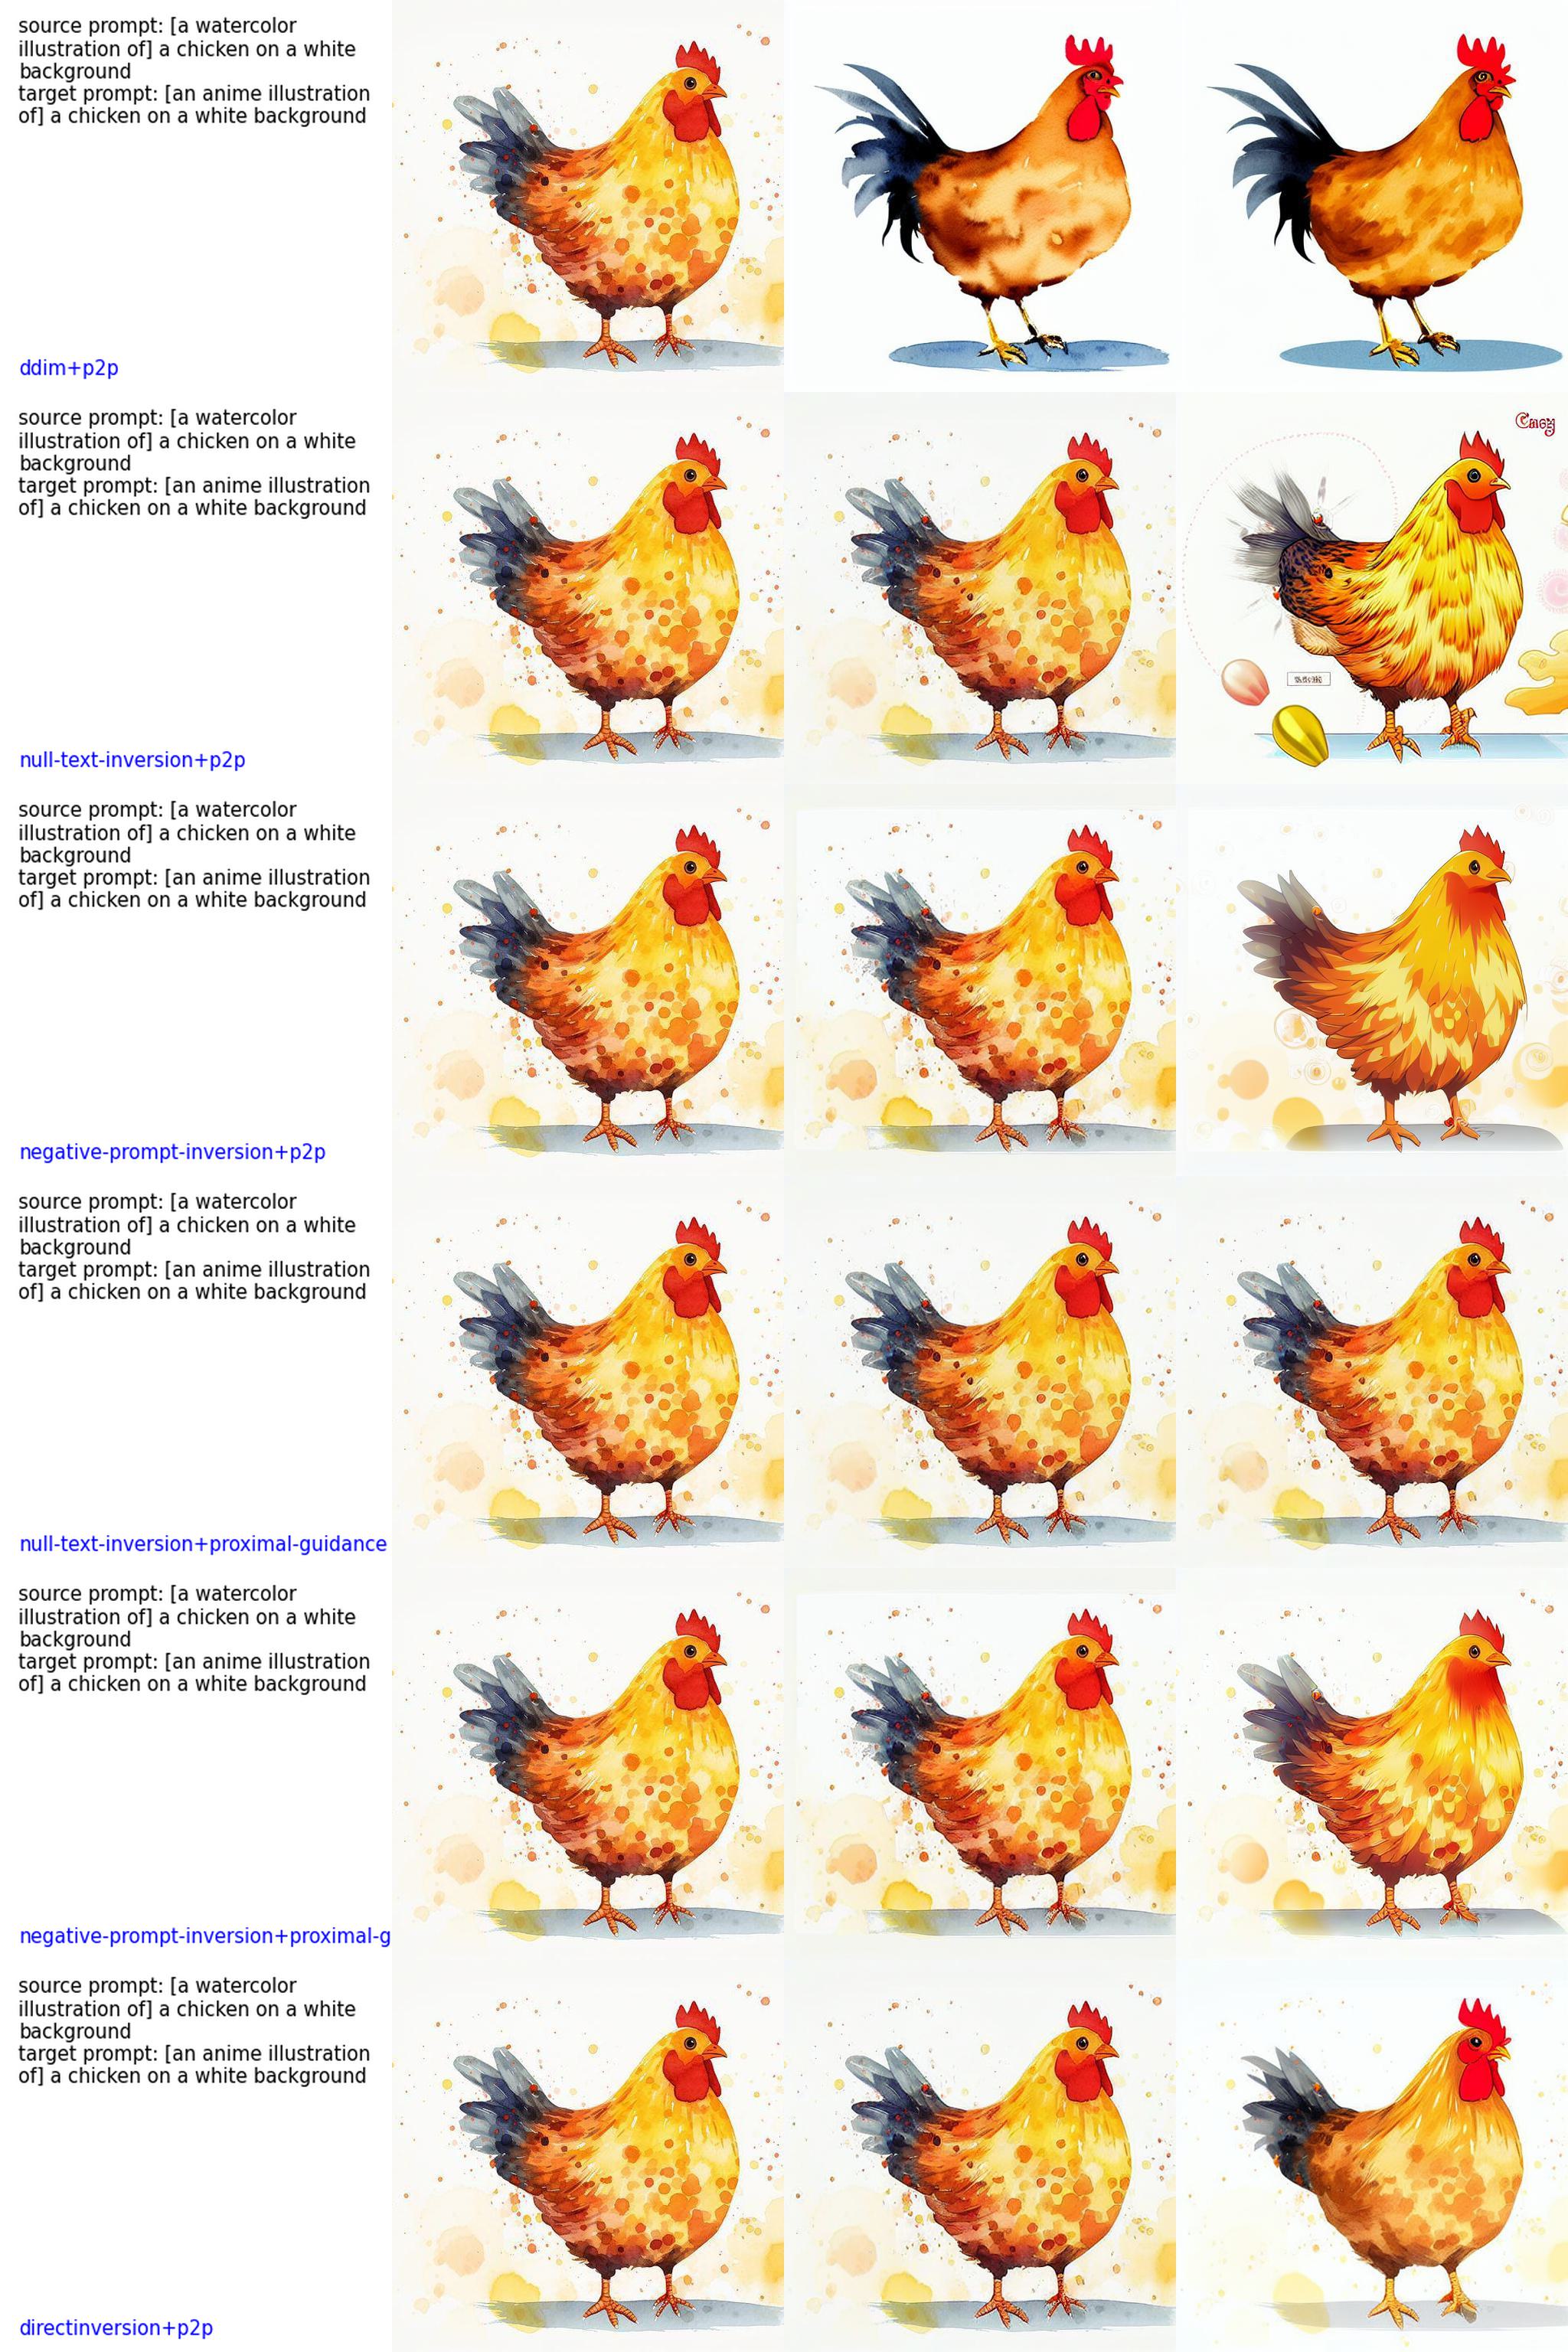 source prompt: [a watercolor
illustration of] a chicken on a white
background
target prompt: [an anime illustration
of] a chicken on a white background
ddim+p2p
source prompt: [a watercolor
illustration of] a chicken on a white
background
target prompt: [an anime illustration
of] a chicken on a white background
null-text-inversion+p2p
source prompt: [a watercolor
illustration of] a chicken on a white
background
target prompt: [an anime illustration
of] a chicken on a white background
negative-prompt-inversion+p2p
source prompt: [a watercolor
illustration of] a chicken on a white
background
target prompt: [an anime illustration
of] a chicken on a white background
null-text-inversion+proximal-guidance
source prompt: [a watercolor
illustration of] a chicken on a white
background
target prompt: [an anime illustration
of] a chicken on a white background
negative-prompt-inversion+proximal-g
source prompt: [a watercolor
illustration of] a chicken on a white
background
target prompt: [an anime illustration
of] a chicken on a white background
directinversion+p2p